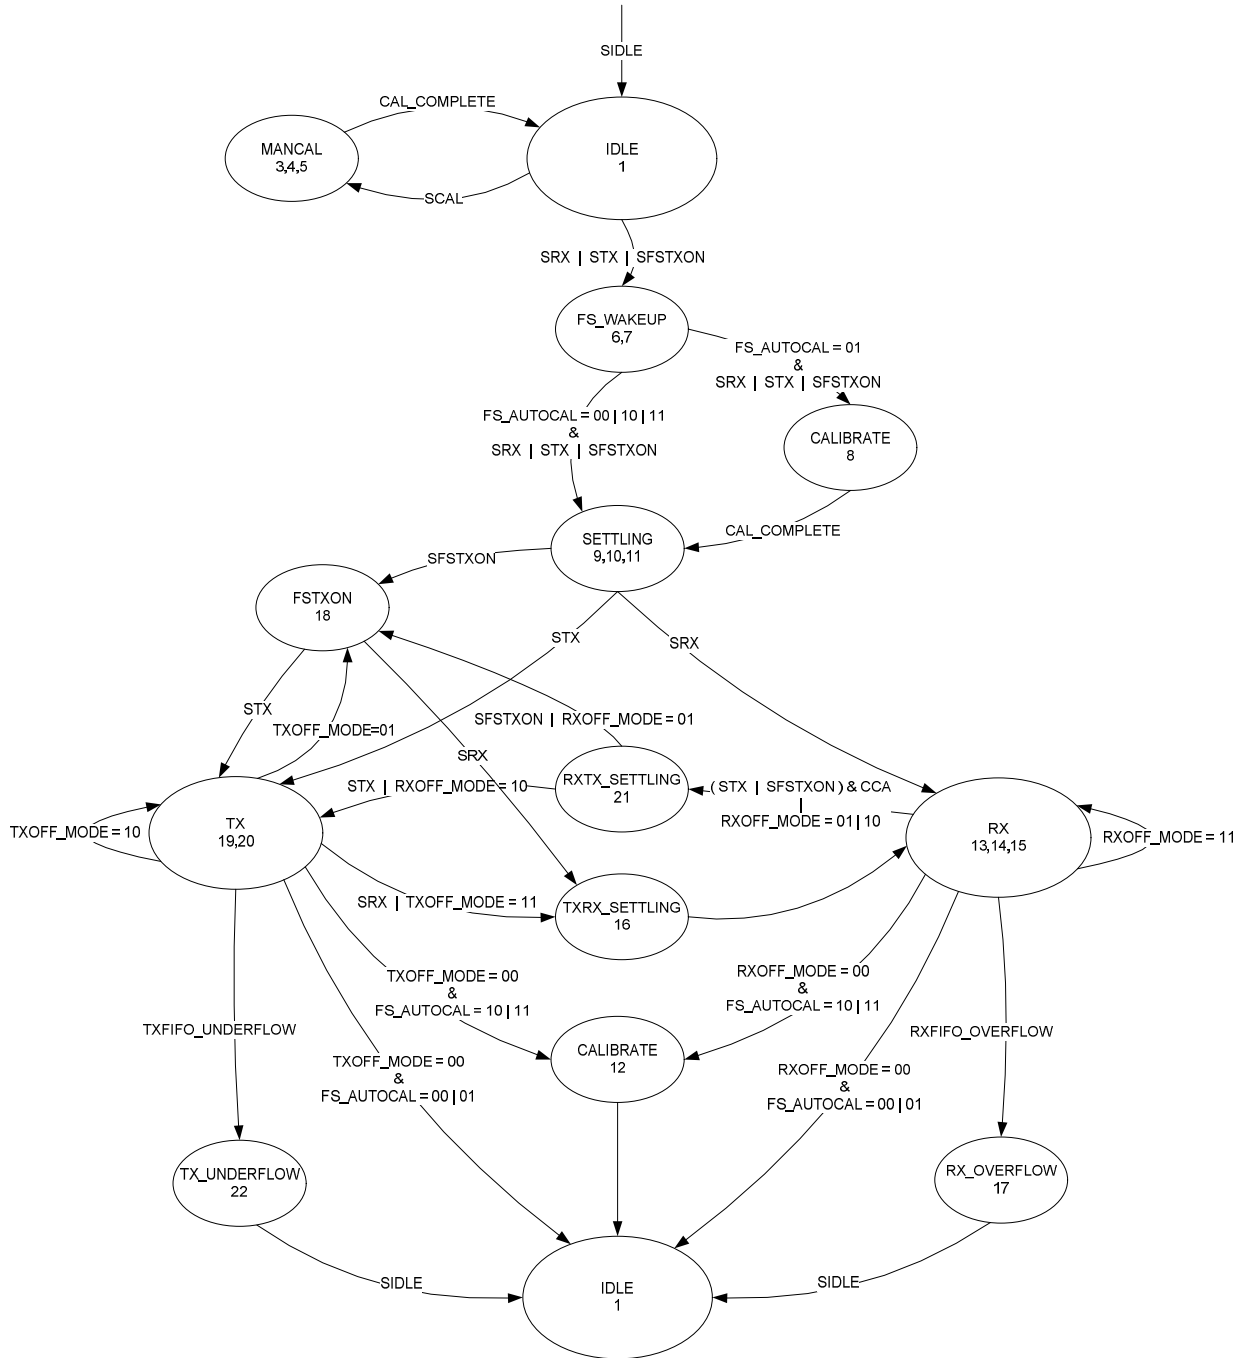 SIDLE
CAL_COMPLETE
MANCAL
3,4,5
IDLE
1
SCAL
SRX | STX | SFSTXON
FS_WAKEUP
6,7
FS_AUTOCAL = 01
&
SRX | STX | SFSTXON
FS_AUTOCAL = 00 | 10 | 11
&
SRX | STX | SFSTXON
CALIBRATE
8
SETTLING
9,10,11
CAL_COMPLETE
SFSTXON
FSTXON
18
STX
SRX
STX
TXOFF_MODE=01
SFSTXON | RXOFF_MODE = 01
SRX
RXTX_SETTLING
21
STX | RXOFF_MODE = 10
( STX | SFSTXON ) & CCA
|
RXOFF_MODE = 01 | 10
TXOFF_MODE = 10
TX
19,20
RX
13,14,15
RXOFF_MODE = 11
SRX | TXOFF_MODE = 11
TXRX_SETTLING
16
TXOFF_MODE = 00
&
FS_AUTOCAL = 10 | 11
RXOFF_MODE = 00
&
FS_AUTOCAL = 10 | 11
TXFIFO_UNDERFLOW
RXFIFO_OVERFLOW
CALIBRATE
12
TXOFF_MODE = 00
&
FS_AUTOCAL = 00 | 01
RXOFF_MODE = 00
&
FS_AUTOCAL = 00 | 01
TX_UNDERFLOW
22
RX_OVERFLOW
17
SIDLE
SIDLE
IDLE
1